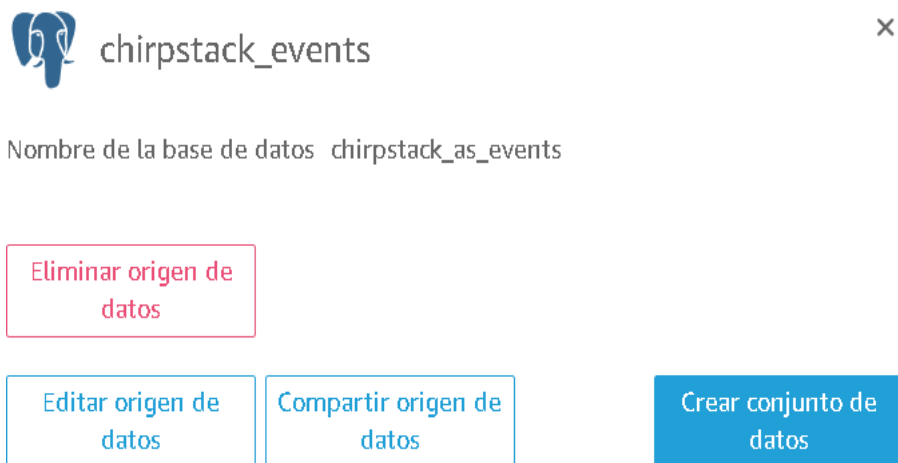 chirpstack_events
Nombre de la base de datos chirpstack_as_events
Eliminar origen de
datos
Editar origen de
datos
Compartir origen de
datos
Crear conjunto de
datos